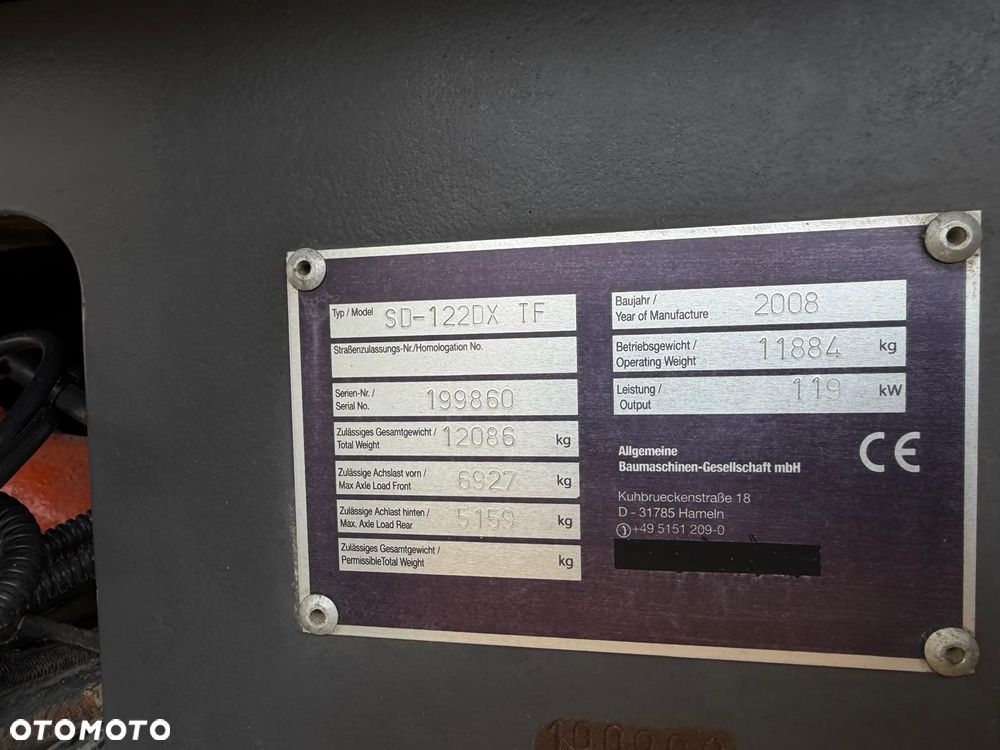 Typ / Model SD-122DX TF
Straßenzulassungs-Nr./Homologation No.
Serien-Nr. /
Serial No. 199860
Zulässiges Gesamtgewicht /
Total Weight 12086 kg
Zulässige Achslast vorn /
Max Axle Load Front 6927 kg
Zulässige Achlast hinten /
Max. Axle Load Rear 5159 kg
Zulässiges Gesamtgewicht /
PermissibleTotal Weight kg
Baujahr /
Year of Manufacture 2008
Betriebsgewicht /
Operating Weight 11884 kg
Leistung /
Output 119 kW
Allgemeine
Baumaschinen-Gesellschaft mbH
CE
Kuhbrueckenstraße 18
D - 31785 Hameln
+49 5151 209-0
OTOMOTO